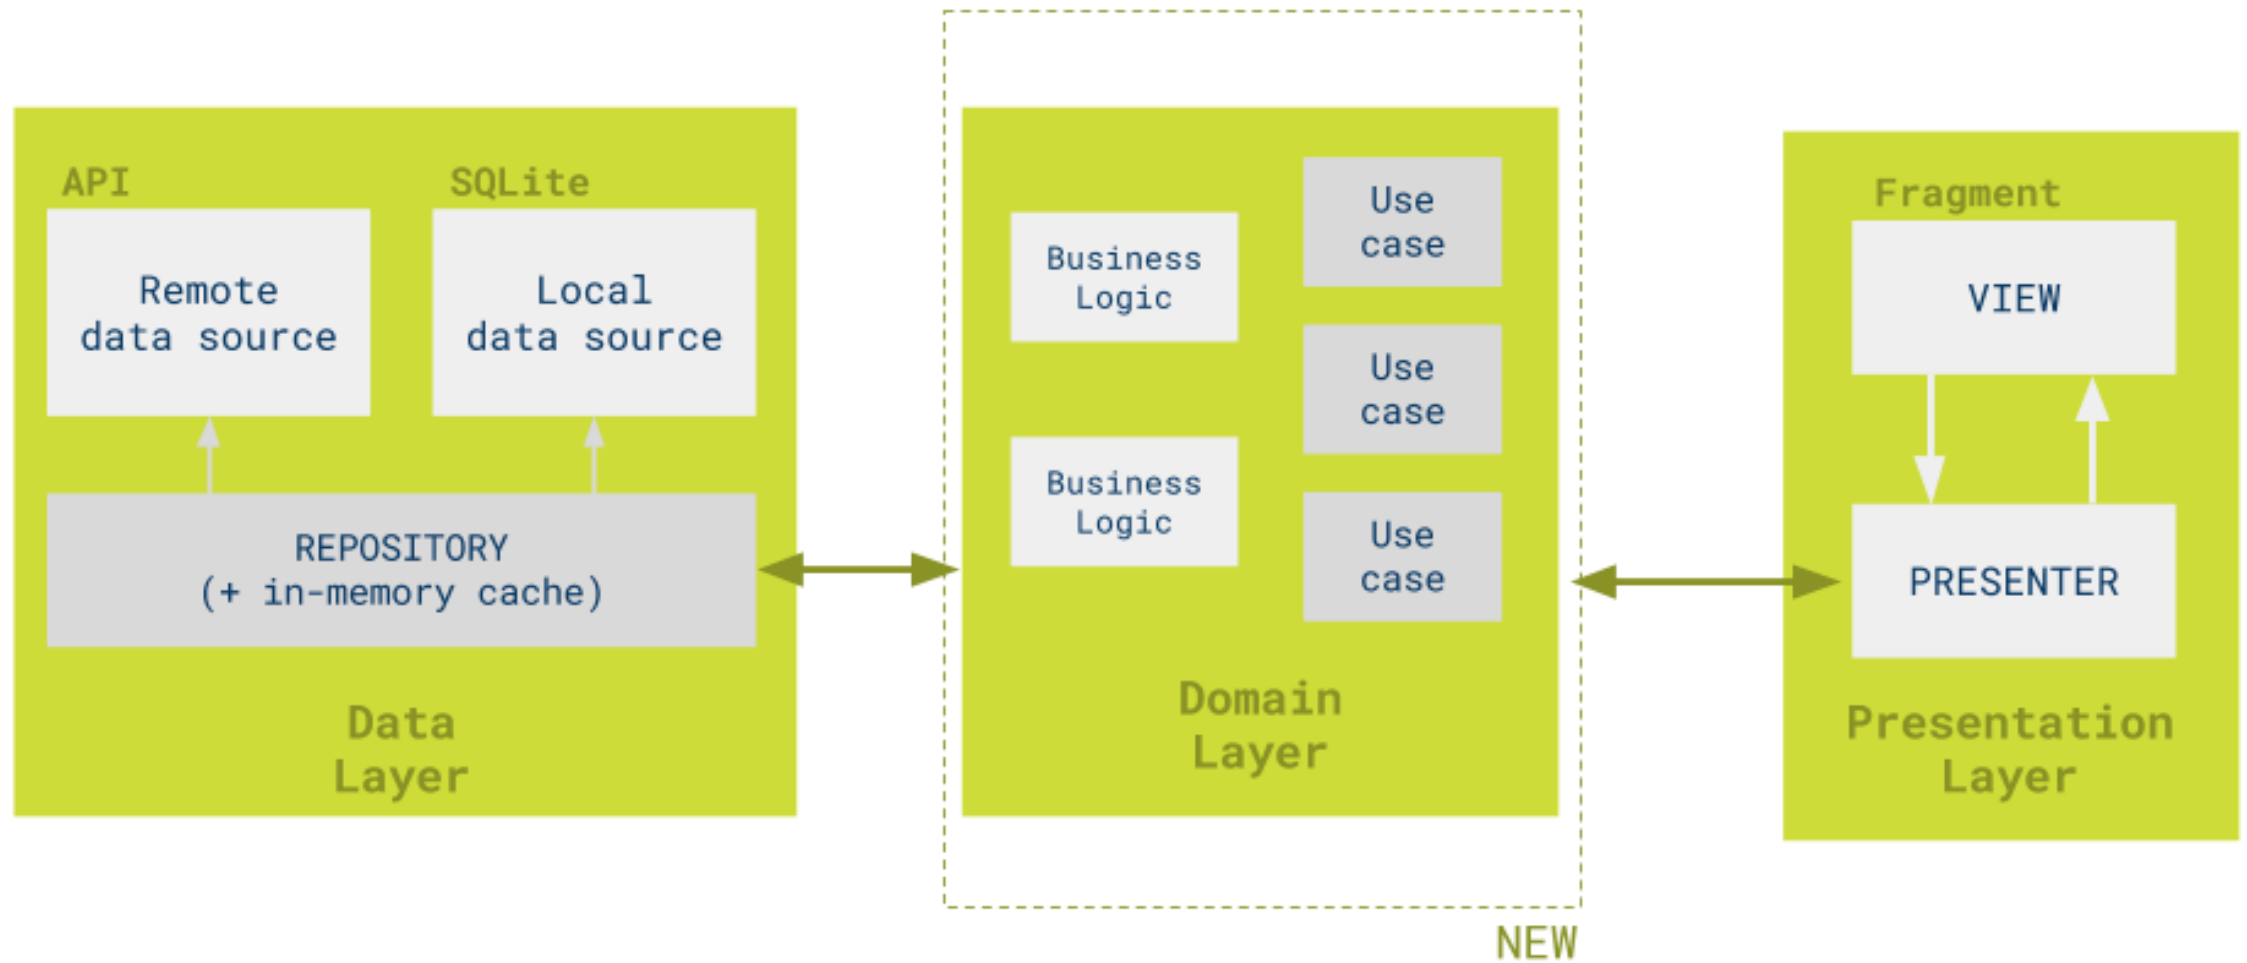 API
SQLite
Remote
data source
Local
data source
REPOSITORY
(+ in-memory cache)
Data
Layer
Business
Logic
Business
Logic
Use
case
Use
case
Use
case
Domain
Layer
NEW
Fragment
VIEW
PRESENTER
Presentation
Layer